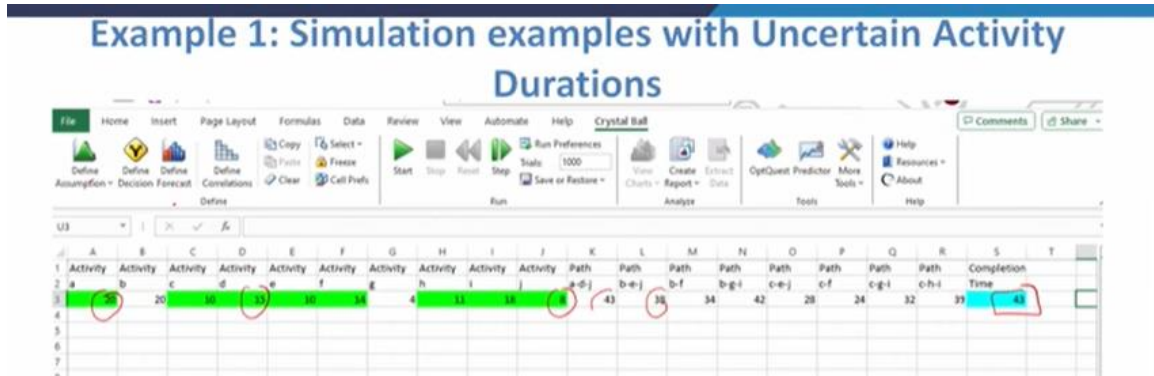 Example 1: Simulation examples with Uncertain Activity
Durations
File Home Insert Page Layout Formulas Data Review View Automate Help Crystal Ball Comments Share
Define Assumption Define Decision Define Forecast Define Correlations Copy Paste Clear Select Freeze Cell Prefs Start Stop Reset Step Run Preferences Trials: 1000 Save or Restore View Charts Create Report Extract Data OptQuest Predictor More Tools Help Resources About
Define Run Analyze Tools Help
U3 fx
A B C D E F G H I J K L M N O P Q R S T
1 Activity Activity Activity Activity Activity Activity Activity Activity Activity Activity Path Path Path Path Path Path Path Path Completion
2 a b c d e f g h i j a-d-j b-e-j b-f b-g-i c-e-j c-f c-g-i c-h-i Time
3 20 20 10 15 10 14 4 11 18 8 43 38 34 42 28 24 32 39 43
4
5
6
7